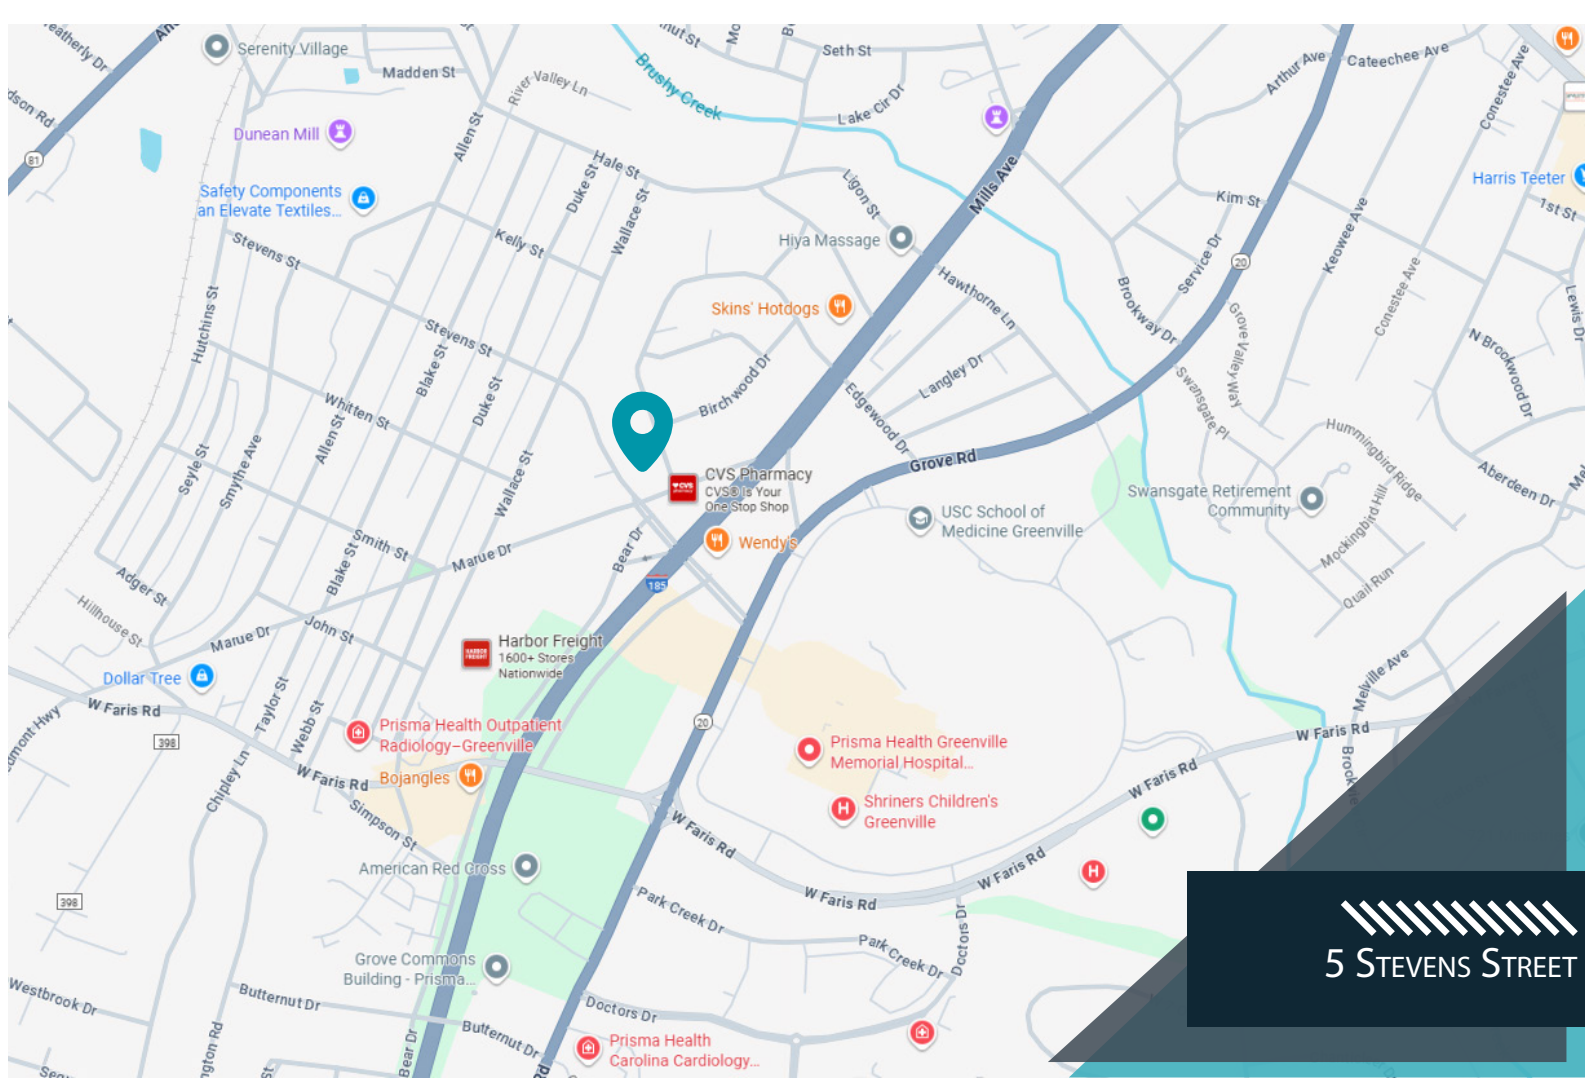 Weatherly Dr
Serenity Village
Madden St
River Valley Ln
Brushy Creek
Seth St
Lake Cir Dr
Arthur Ave
Cateechee Ave
Conestee Ave
81
Dunean Mill
Allen St
Hale St
Duke St
Wallace St
Ligon St
Mills Ave
Kim St
Harris Teeter
1st St
Safety Components
an Elevate Textiles...
Stevens St
Kelly St
Hiya Massage
Hawthorne Ln
Service Dr
20
Keowee Ave
Conestee Ave
Lewis Dr
Hutchins St
Skins' Hotdogs
Brookway Dr
Grove Valley Way
N Brookwood Dr
Stevens St
Blake St
Duke St
Birchwood Dr
Langley Dr
Edgewood Dr
Swansgate Pl
Whitten St
Allen St
Seyle St
Smythe Ave
Wallace St
Grove Rd
Hummingbird Ridge
Aberdeen Dr
CVS Pharmacy
CVS® Is Your
One Stop Shop
USC School of
Medicine Greenville
Swansgate Retirement
Community
Mockingbird Hill
Quail Run
Smith St
Marue Dr
Bear Dr
Wendy's
185
Blake St
Adger St
Hillhouse St
Marue Dr
John St
Harbor Freight
1600+ Stores
Nationwide
Dollar Tree
W Faris Rd
398
Taylor St
Webb St
Chipley Ln
Prisma Health Outpatient
Radiology–Greenville
20
Melville Ave
W Faris Rd
Prisma Health Greenville
Memorial Hospital...
W Faris Rd
Bojangles
W Faris Rd
Simpson St
Shriners Children's
Greenville
W Faris Rd
W Faris Rd
W Faris Rd
American Red Cross
398
Park Creek Dr
Park Creek Dr
Doctors Dr
Grove Commons
Building - Prisma...
5 Stevens Street
Westbrook Dr
Butternut Dr
Butternut Dr
Bear Dr
Doctors Dr
Prisma Health
Carolina Cardiology...